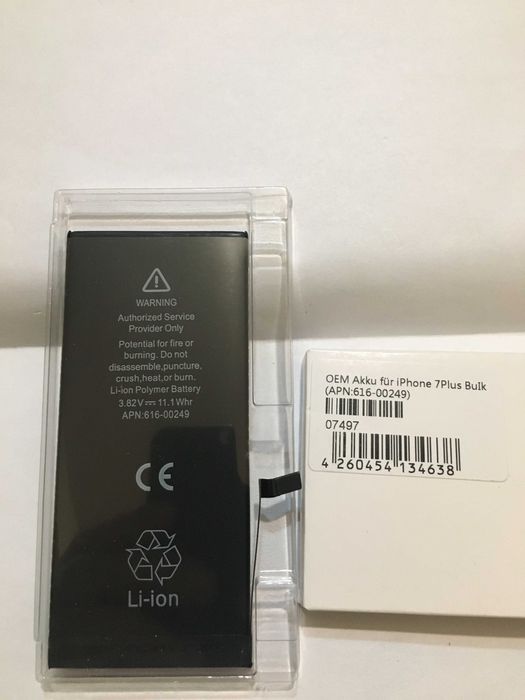 WARNING
Authorized Service
Provider Only
Potential for fire or
burning. Do not
disassemble,puncture,
crush,heat,or burn.
Li-ion Polymer Battery
3.82V⎓11.1Whr
APN:616-00249
CE
Li-ion
OEM Akku für iPhone 7Plus Bulk
(APN:616-00249)
07497
4 260454 134638